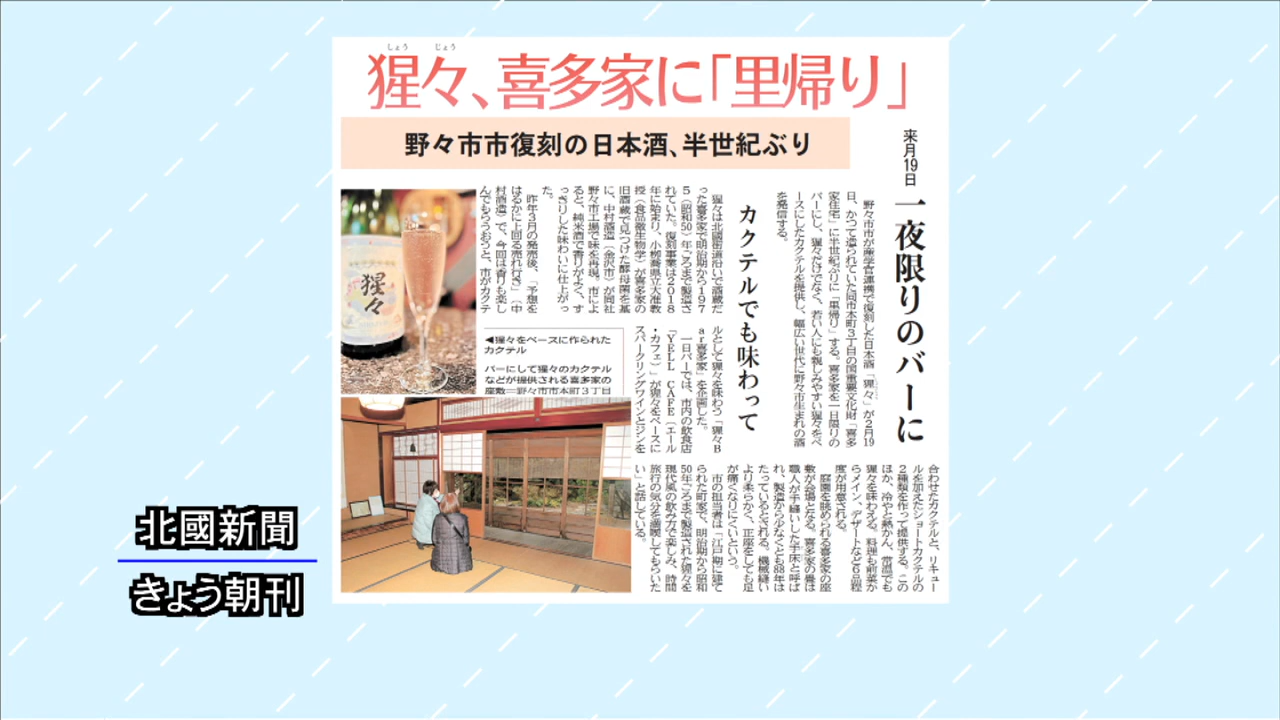 しょう じょう
猩々、喜多家に「里帰り」
野々市市復刻の日本酒、半世紀ぶり
来月19日
一夜限りのバーに
カクテルでも味わって
野々市市が産学官連携で復刻した日本酒「猩々」が2月19
日、かつて造られていた同市本町3丁目の国重要文化財「喜多
家住宅」に半世紀ぶりに「里帰り」する。喜多家を一日限りの
バーにし、猩々だけでなく、若い人にも親しみやすい猩々をベ
ースにしたカクテルを提供し、幅広い世代に野々市生まれの酒
を発信する。
猩々は北國街道沿いで酒蔵だ
った喜多家で明治期から197
5(昭和50)年ごろまで製造さ
れていた。復刻事業は2018
年に始まり、小栁喬県立大准教
授(食品微生物学)が喜多家の
旧酒蔵で見つけた酵母菌を基
に、中村酒造(金沢市)が同社
野々市工場で味を再現。市によ
ると、純米酒で香りがよく、す
っきりした味わいに仕上がっ
た。
昨年3月の発売後、「予想を
はるかに上回る売れ行き」(中
村酒造)で、今回は香りも楽し
んでもらうおうと、市がカクテ
ルとして猩々を味わう「猩々B
ar喜多家」を企画した。
一日バーでは、市内の飲食店
「YELL CAFE(エール
・カフェ)」が猩々をベースに
スパークリングワインとジンを
合わせたカクテルと、リキュー
ルを加えたショートカクテルの
2種類を作って提供する。この
ほか、冷やと熱かん、常温でも
猩々を味わえる。料理も前菜か
らメイン、デザートなど6品程
度が用意される。
庭園を眺められる喜多家の座
敷が会場となる。喜多家の畳は
職人が手縫いした「手床」と呼ば
れ、製造から少なくとも88年は
たっているとされる。機械縫い
より柔らかく、正座をしても足
が痛くなりにくいという。
市の担当者は「江戸期に建て
られた町家で、明治期から昭和
50年ごろまで製造された猩々を
現代風の飲み方で楽しみ、時間
旅行の気分を満喫してもらいた
い」と話している。
猩々
◀猩々をベースに作られた
カクテル
バーにして猩々のカクテル
などが提供される喜多家の
座敷=野々市市本町3丁目
北國新聞
きょう朝刊